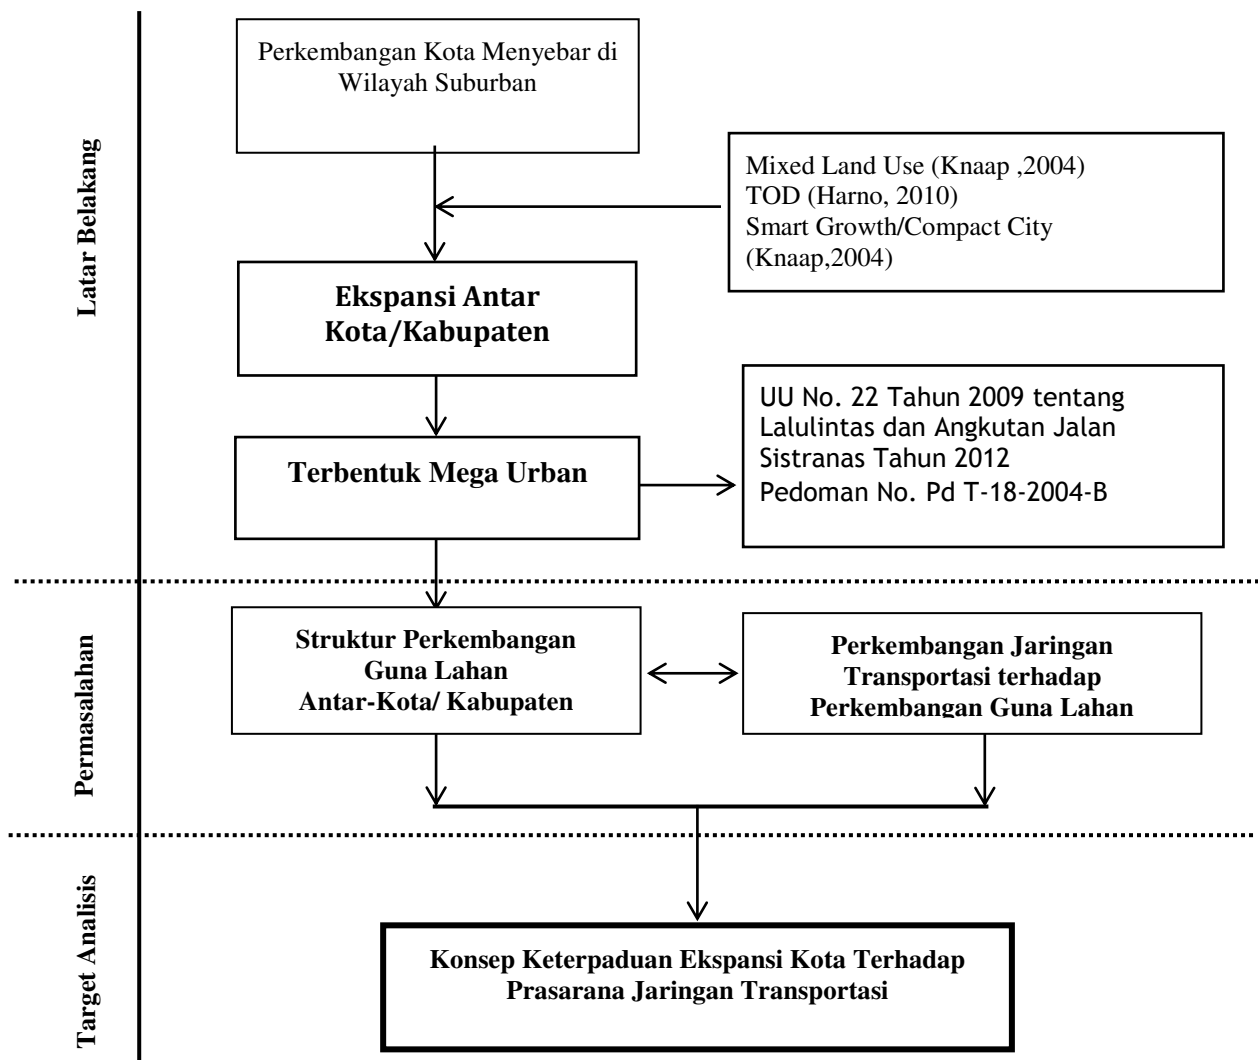 Latar Belakang
Perkembangan Kota Menyebar di
Wilayah Suburban
Mixed Land Use (Knaap ,2004)
TOD (Harno, 2010)
Smart Growth/Compact City
(Knaap,2004)
Ekspansi Antar
Kota/Kabupaten
Terbentuk Mega Urban
UU No. 22 Tahun 2009 tentang
Lalulintas dan Angkutan Jalan
Sistranas Tahun 2012
Pedoman No. Pd T-18-2004-B
Permasalahan
Struktur Perkembangan
Guna Lahan
Antar-Kota/ Kabupaten
Perkembangan Jaringan
Transportasi terhadap
Perkembangan Guna Lahan
Target Analisis
Konsep Keterpaduan Ekspansi Kota Terhadap
Prasarana Jaringan Transportasi